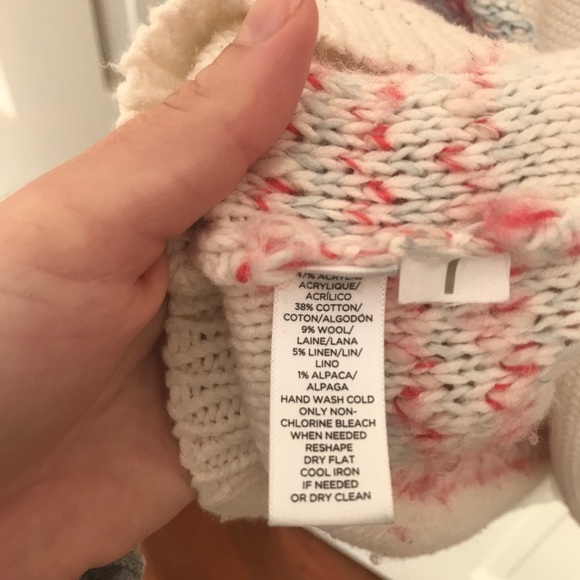 47% ACRYLIC/
ACRYLIQUE/
ACRÍLICO
38% COTTON/
COTON/ALGODÓN
9% WOOL/
LAINE/LANA
5% LINEN/LIN/
LINO
1% ALPACA/
ALPAGA
HAND WASH COLD
ONLY NON-
CHLORINE BLEACH
WHEN NEEDED
RESHAPE
DRY FLAT
COOL IRON
IF NEEDED
OR DRY CLEAN